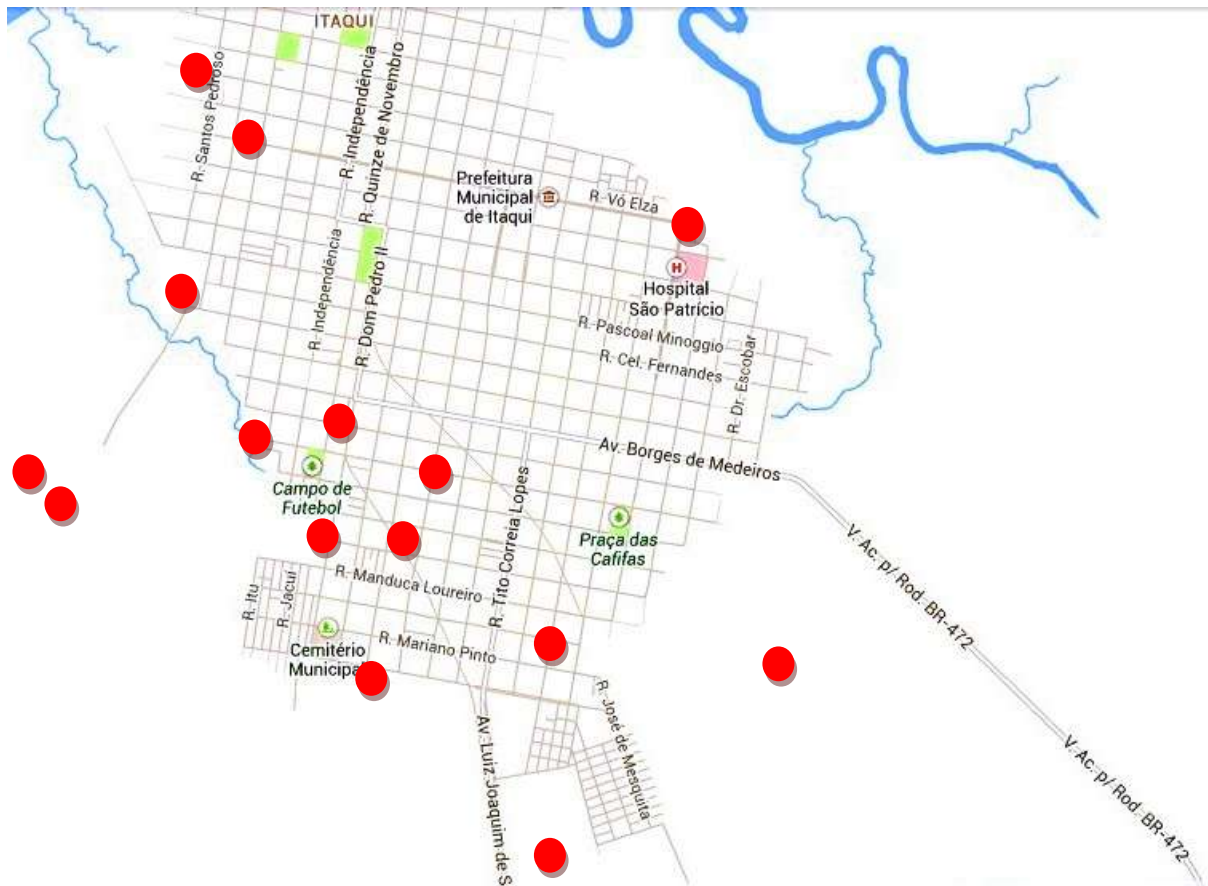 ITAQUI
R. Santos Pedroso
R. Independência
R. Quinze de Novembro
Prefeitura
Municipal
de Itaqui
R. Vó Elza
H
Hospital
São Patrício
R. Independência
R. Dom Pedro II
R. Pascoal Minoggio
R. Cel. Fernandes
R. Dr. Escobar
Av. Borges de Medeiros
Campo de
Futebol
R. Tito Correia Lopes
Praça das
Cafifas
V. Ac. p/ Rod. BR-472
R. Manduca Loureiro
R. Itu
R. Jacuí
Cemitério
Municipal
R. Mariano Pinto
R. José de Mesquita
Av. Luiz Joaquim de S
V. Ac. p/ Rod. BR-472